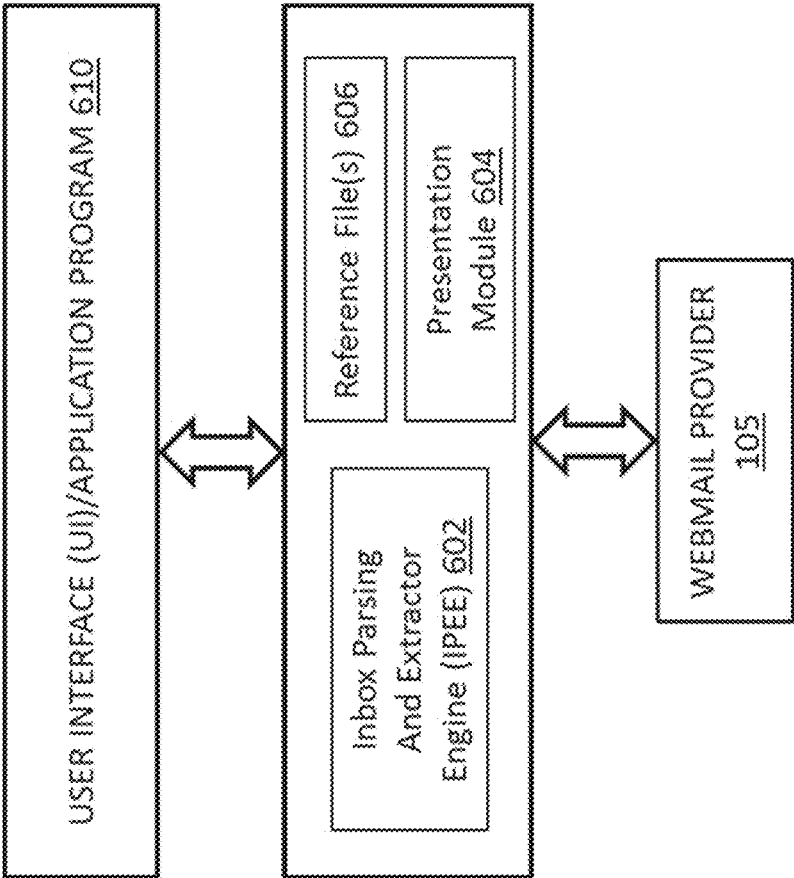 USER INTERFACE (UI)/APPLICATION PROGRAM 610
Inbox Parsing
And Extractor
Engine (IPEE) 602
Reference File(s) 606
Presentation
Module 604
WEBMAIL PROVIDER
105